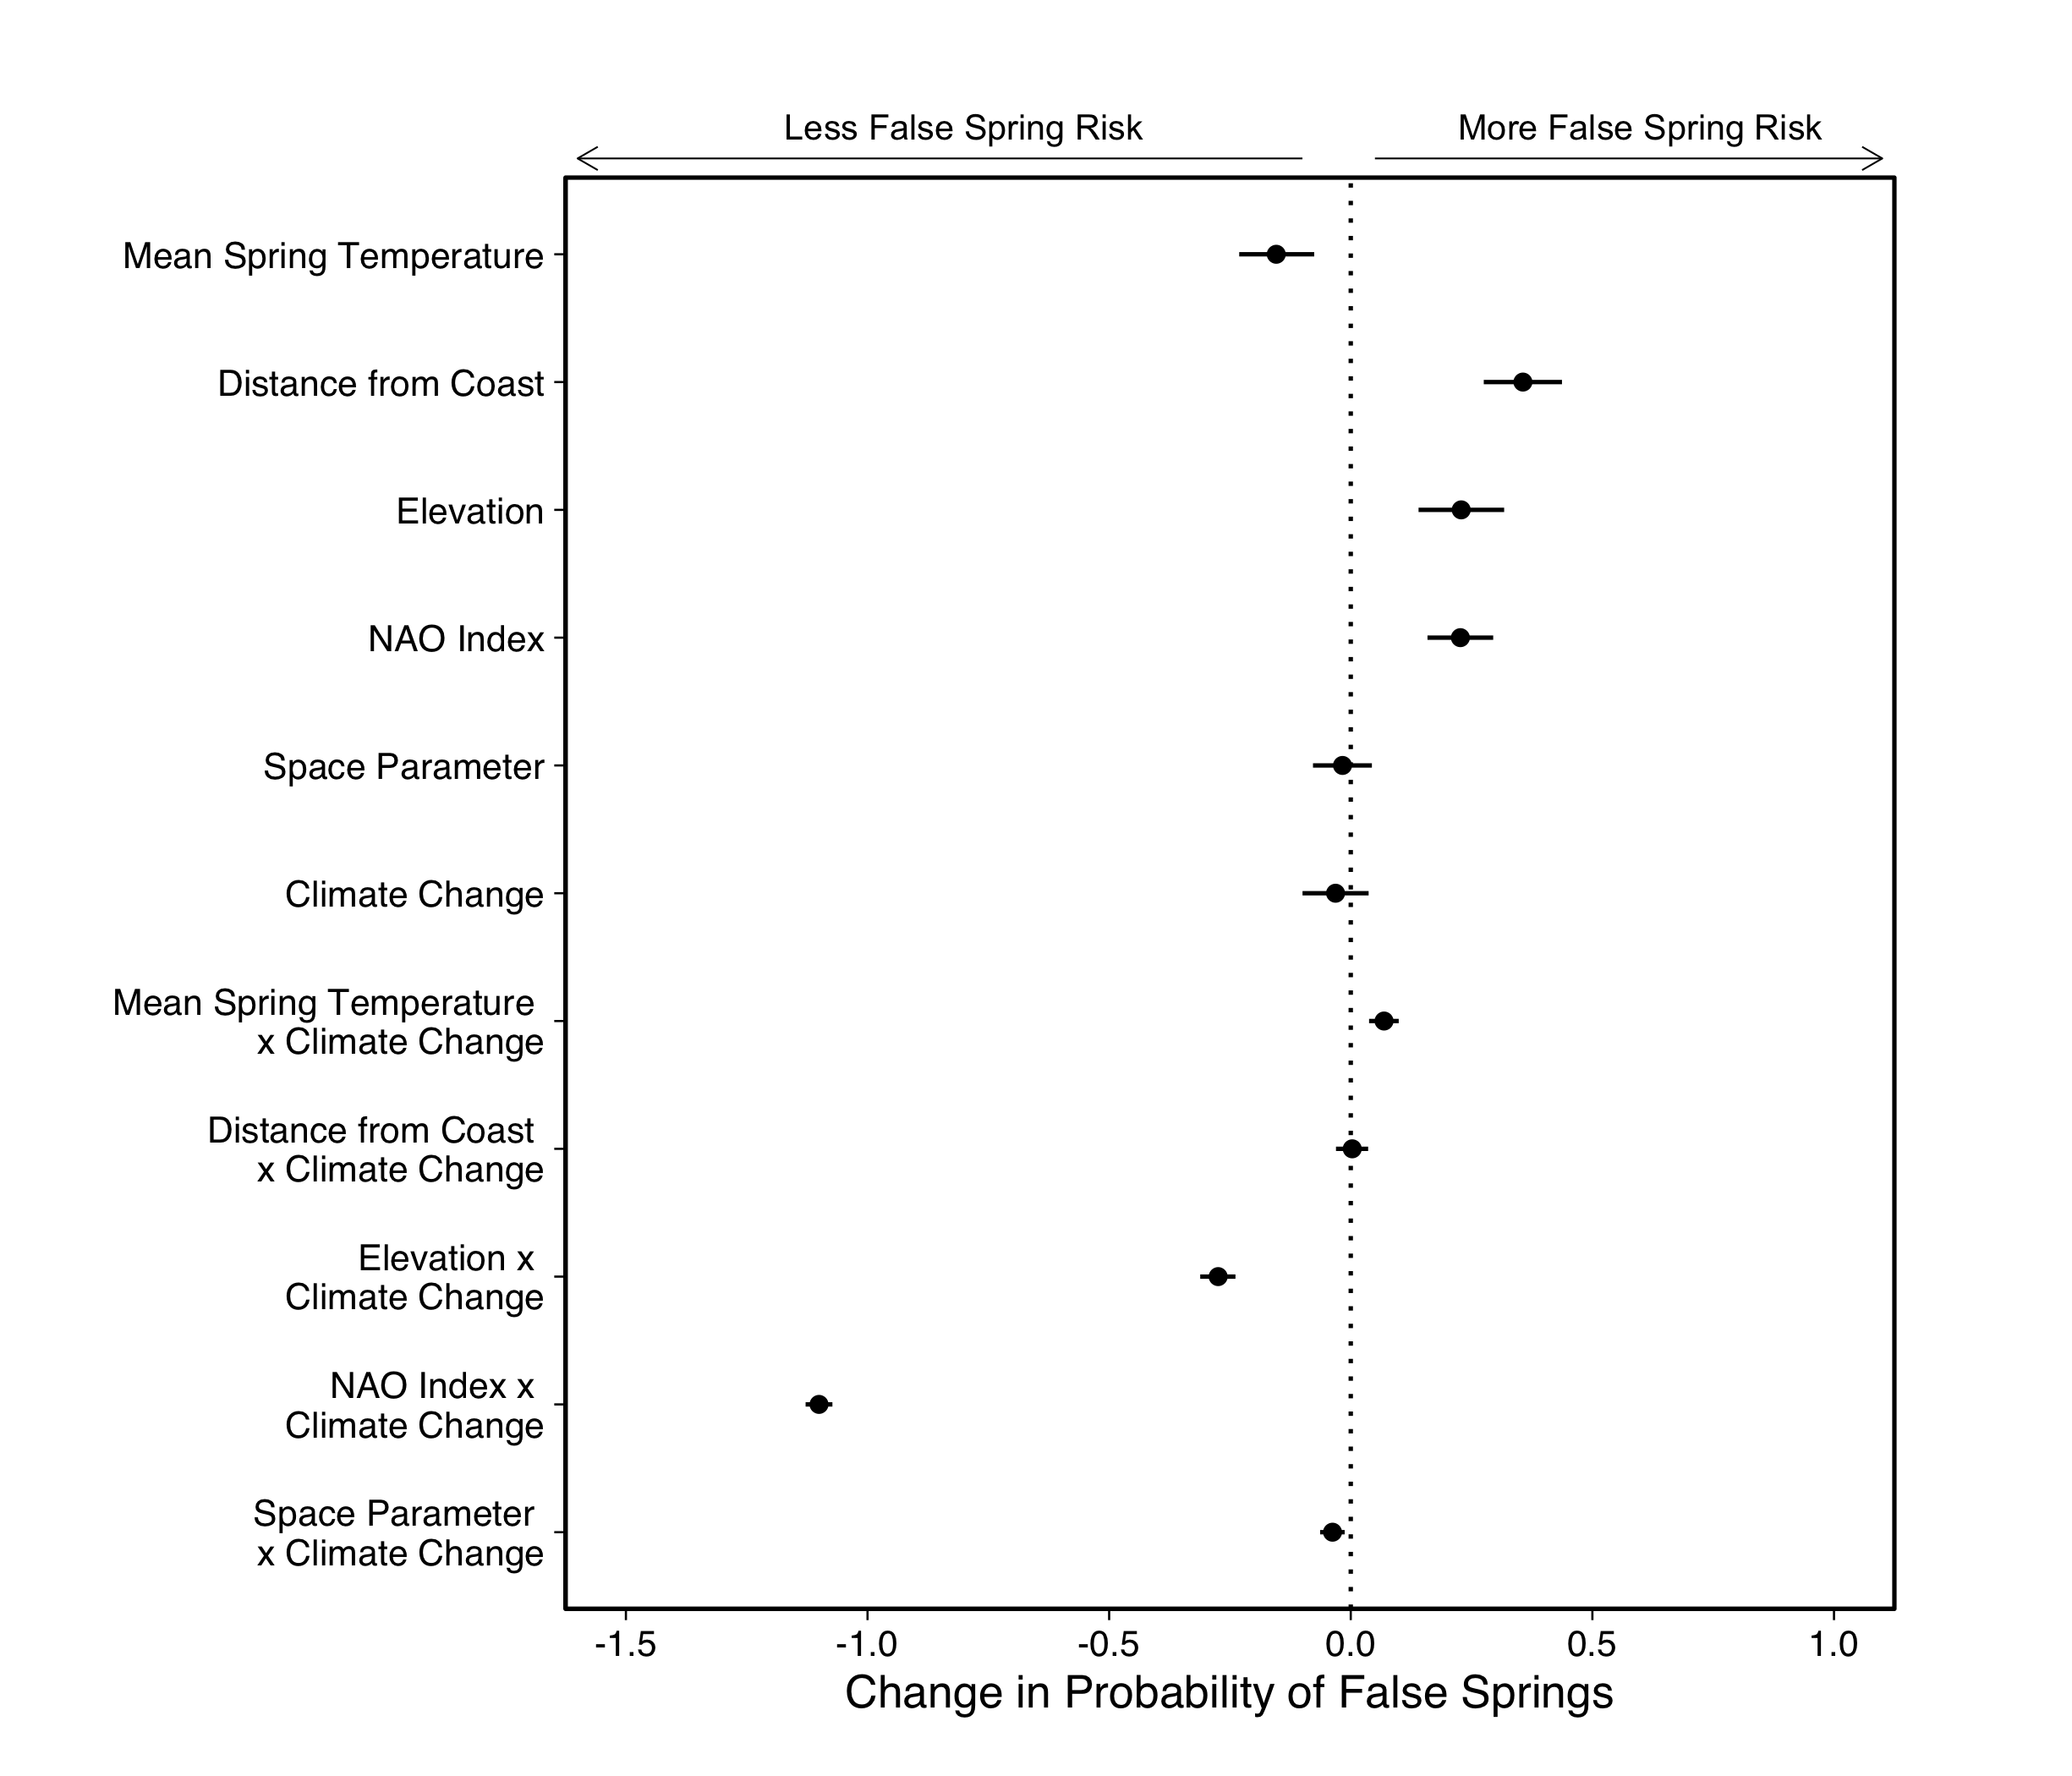 Less False Spring Risk
More False Spring Risk
Mean Spring Temperature
Distance from Coast
Elevation
NAO Index
Space Parameter
Climate Change
Mean Spring Temperature
x Climate Change
Distance from Coast
x Climate Change
Elevation x
Climate Change
NAO Index x
Climate Change
Space Parameter
x Climate Change
-1.5
-1.0
-0.5
0.0
0.5
1.0
Change in Probability of False Springs